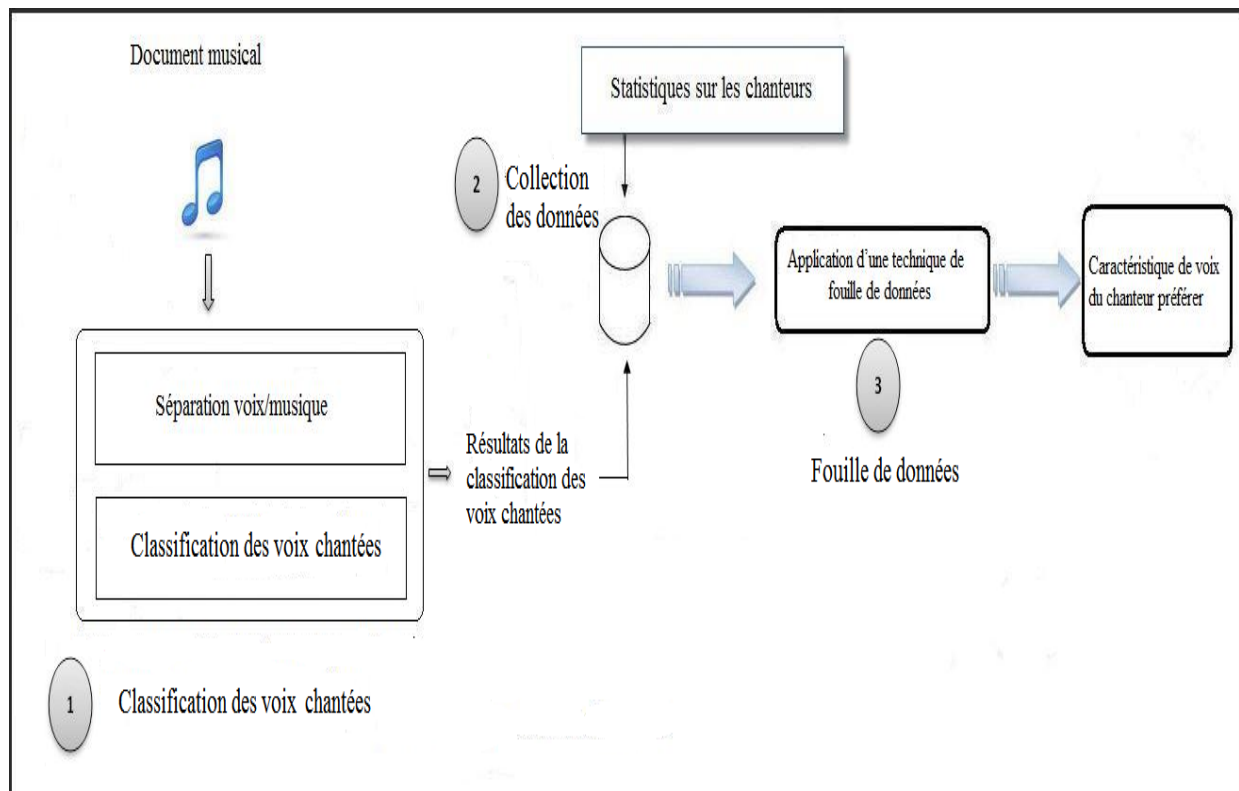 Document musical
Statistiques sur les chanteurs
2
Collection
des données
Application d'une technique de
fouille de données
Caractéristique de voix
du chanteur préférer
Séparation voix/musique
Classification des voix chantées
Résultats de la
classification des
voix chantées
3
Fouille de données
1
Classification des voix chantées